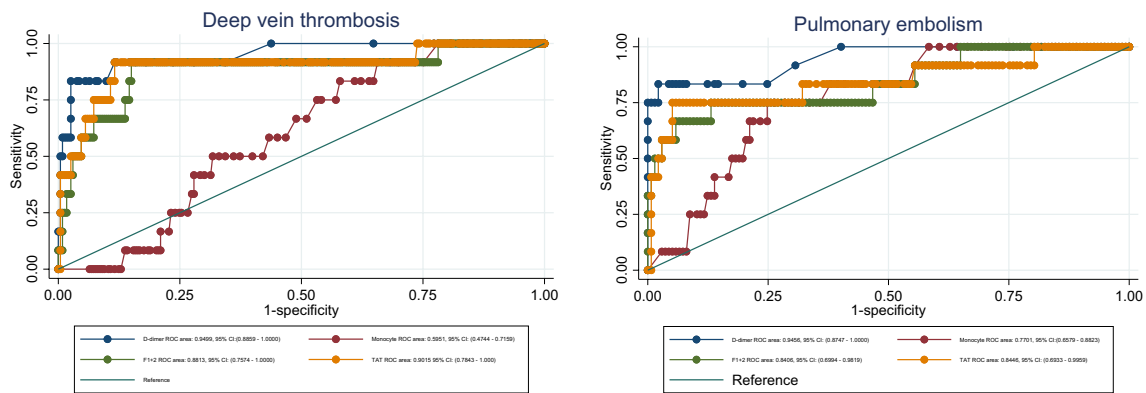 Deep vein thrombosis
Sensitivity
1.00
0.75
0.50
0.25
0.00
0.00 0.25 0.50 0.75 1.00
1-specificity
D-dimer ROC area: 0.9499, 95% CI:(0.8859 - 1.0000)
Monocyte ROC area: 0.5951, 95% CI:(0.4744 - 0.7159)
F1+2 ROC area: 0.8813, 95% CI:(0.7574 - 1.0000)
TAT ROC area: 0.9015 95% CI: (0.7843 - 1.000)
Reference
Pulmonary embolism
Sensitivity
1.00
0.75
0.50
0.25
0.00
0.00 0.25 0.50 0.75 1.00
1-specificity
D-dimer ROC area: 0.9456, 95% CI: (0.8747 - 1.0000)
Monocyte ROC area: 0.7701, 95% CI:(0.6579 - 0.8823)
F1+2 ROC area: 0.8406, 95% CI: (0.6994 - 0.9819)
TAT ROC area: 0.8446, 95% CI: (0.6933 - 0.9959)
Reference